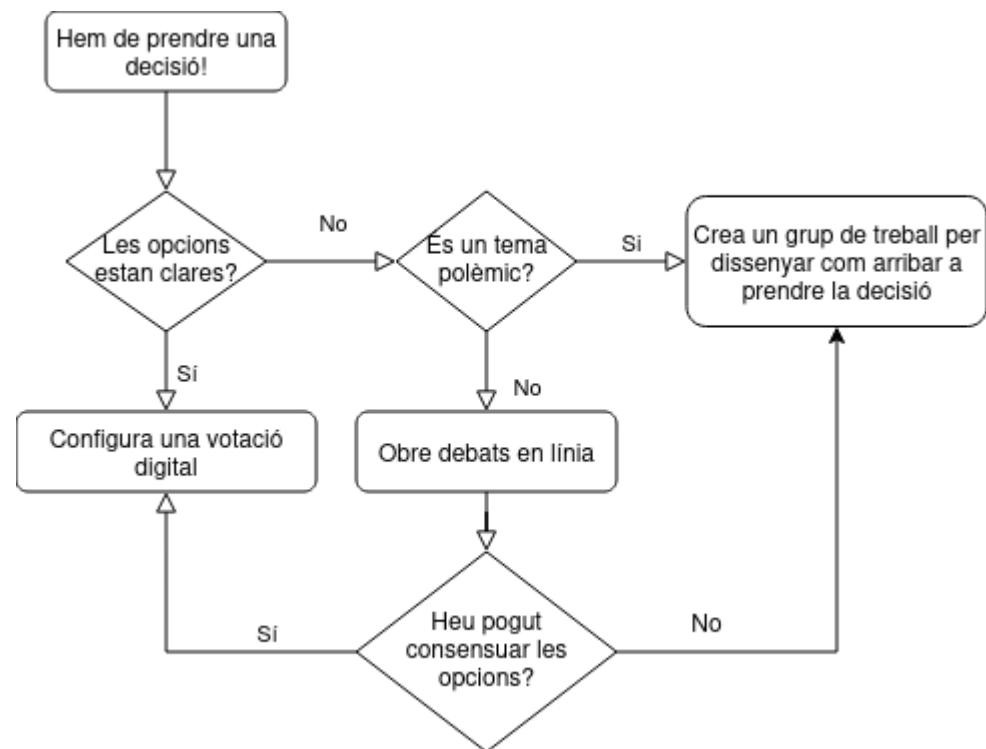 Hem de prendre una
decisió!
Les opcions
estan clares?
No
És un tema
polèmic?
Si
Crea un grup de treball per
dissenyar com arribar a
prendre la decisió
Sí
No
Configura una votació
digital
Obre debats en línia
Heu pogut
consensuar les
opcions?
Sí
No